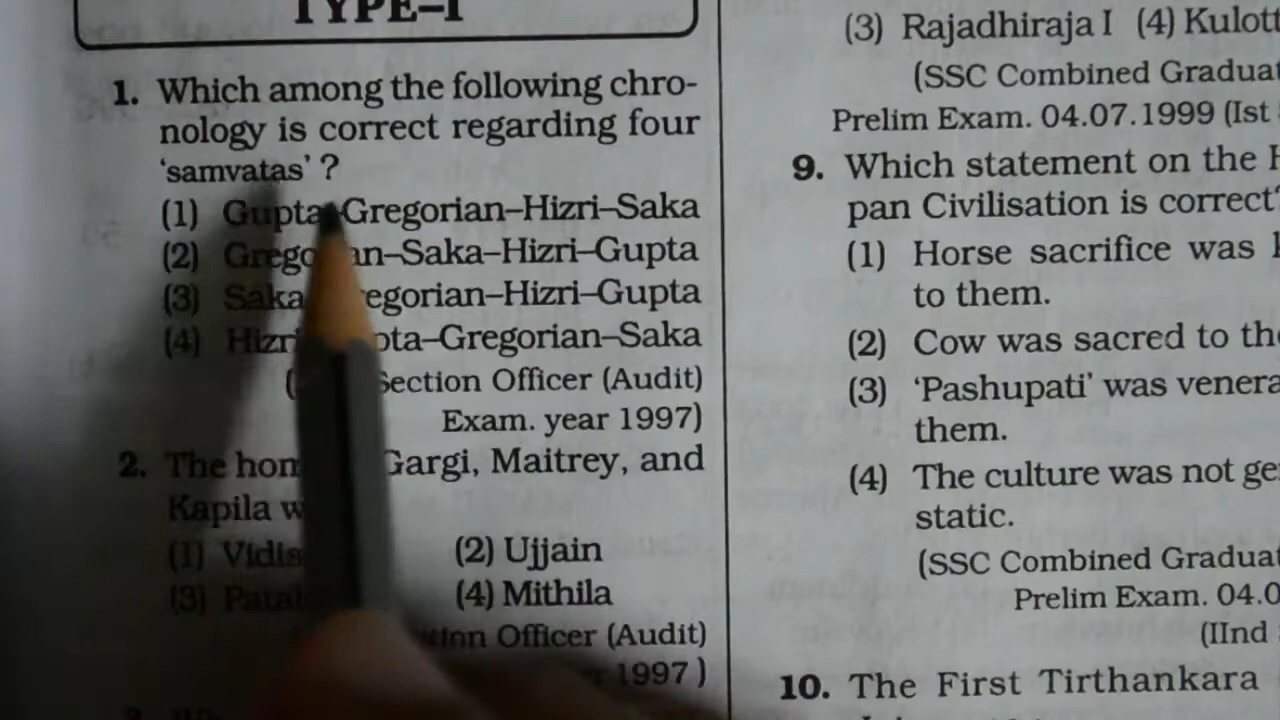 TYPE–I
1. Which among the following chro-
nology is correct regarding four
‘samvatas’ ?
(1) Gupta–Gregorian–Hizri–Saka
(2) Gregorian–Saka–Hizri–Gupta
(3) Saka egorian–Hizri–Gupta
(4) Hizri pta–Gregorian–Saka
Section Officer (Audit)
Exam. year 1997)
2. The Gargi, Maitrey, and
Kapila
(1) (2) Ujjain
(3) (4) Mithila
Officer (Audit)
1997 )
(3) Rajadhiraja I (4) Kulott
(SSC Combined Graduat
Prelim Exam. 04.07.1999 (Ist
9. Which statement on the
pan Civilisation is correct
(1) Horse sacrifice was
to them.
(2) Cow was sacred to
(3) ‘Pashupati’ was venera
them.
(4) The culture was not ge
static.
(SSC Combined Graduat
Prelim Exam. 04.0
(IInd
10. The First Tirthankara